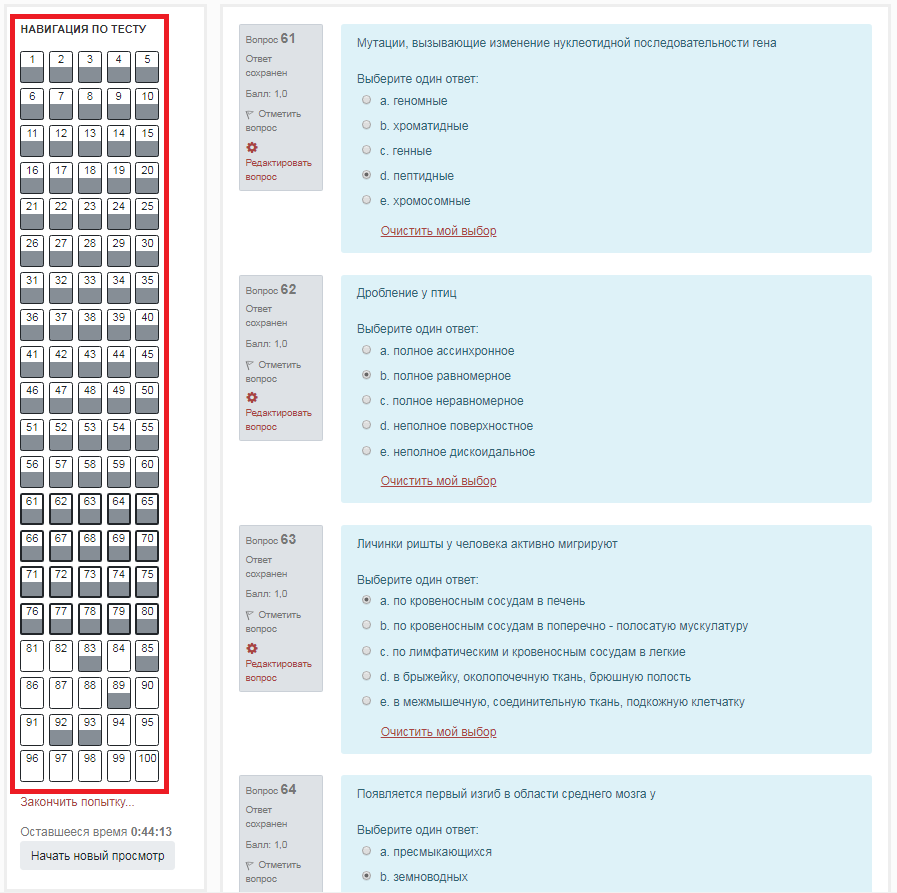 НАВИГАЦИЯ ПО ТЕСТУ
1 2 3 4 5
6 7 8 9 10
11 12 13 14 15
16 17 18 19 20
21 22 23 24 25
26 27 28 29 30
31 32 33 34 35
36 37 38 39 40
41 42 43 44 45
46 47 48 49 50
51 52 53 54 55
56 57 58 59 60
61 62 63 64 65
66 67 68 69 70
71 72 73 74 75
76 77 78 79 80
81 82 83 84 85
86 87 88 89 90
91 92 93 94 95
96 97 98 99 100
Закончить попытку...
Оставшееся время 0:44:13
Начать новый просмотр
Вопрос 61
Ответ
сохранен
Балл: 1,0
Отметить
вопрос
Редактировать
вопрос
Мутации, вызывающие изменение нуклеотидной последовательности гена
Выберите один ответ:
a. геномные
b. хроматидные
c. генные
d. пептидные
e. хромосомные
Очистить мой выбор
Вопрос 62
Ответ
сохранен
Балл: 1,0
Отметить
вопрос
Редактировать
вопрос
Дробление у птиц
Выберите один ответ:
a. полное ассинхронное
b. полное равномерное
c. полное неравномерное
d. неполное поверхностное
e. неполное дискоидальное
Очистить мой выбор
Вопрос 63
Ответ
сохранен
Балл: 1,0
Отметить
вопрос
Редактировать
вопрос
Личинки ришты у человека активно мигрируют
Выберите один ответ:
a. по кровеносным сосудам в печень
b. по кровеносным сосудам в поперечно - полосатую мускулатуру
c. по лимфатическим и кровеносным сосудам в легкие
d. в брыжейку, околопочечную ткань, брюшную полость
e. в межмышечную, соединительную ткань, подкожную клетчатку
Очистить мой выбор
Вопрос 64
Ответ
сохранен
Балл: 1,0
Отметить
вопрос
Появляется первый изгиб в области среднего мозга у
Выберите один ответ:
a. пресмыкающихся
b. земноводных